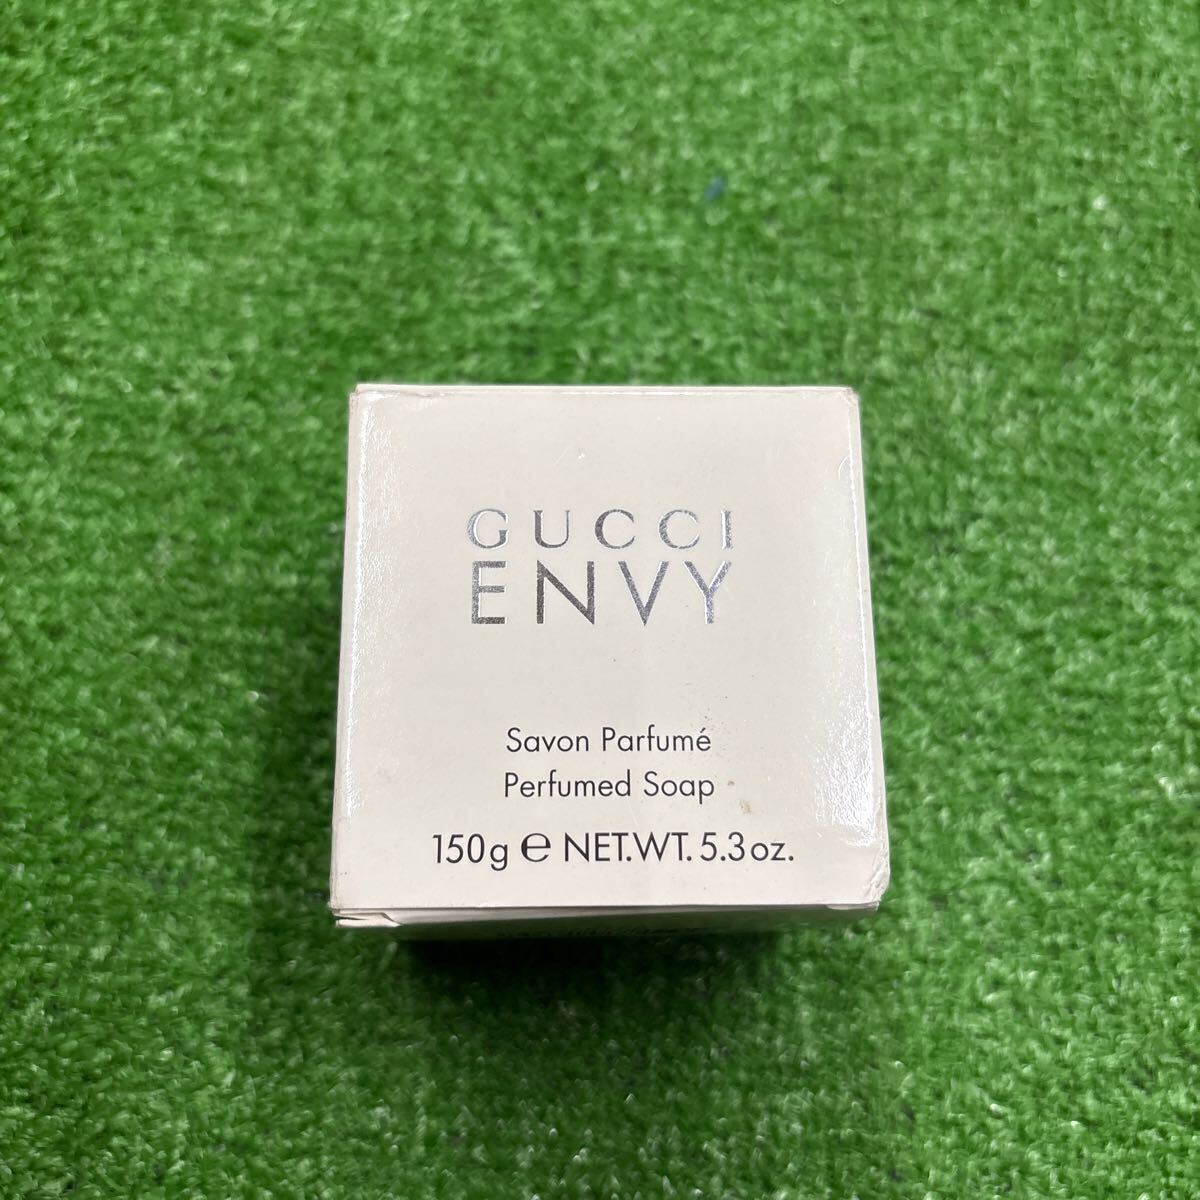 GUCCI
ENVY
Savon Parfumé
Perfumed Soap
150g ℮ NET.WT. 5.3oz.